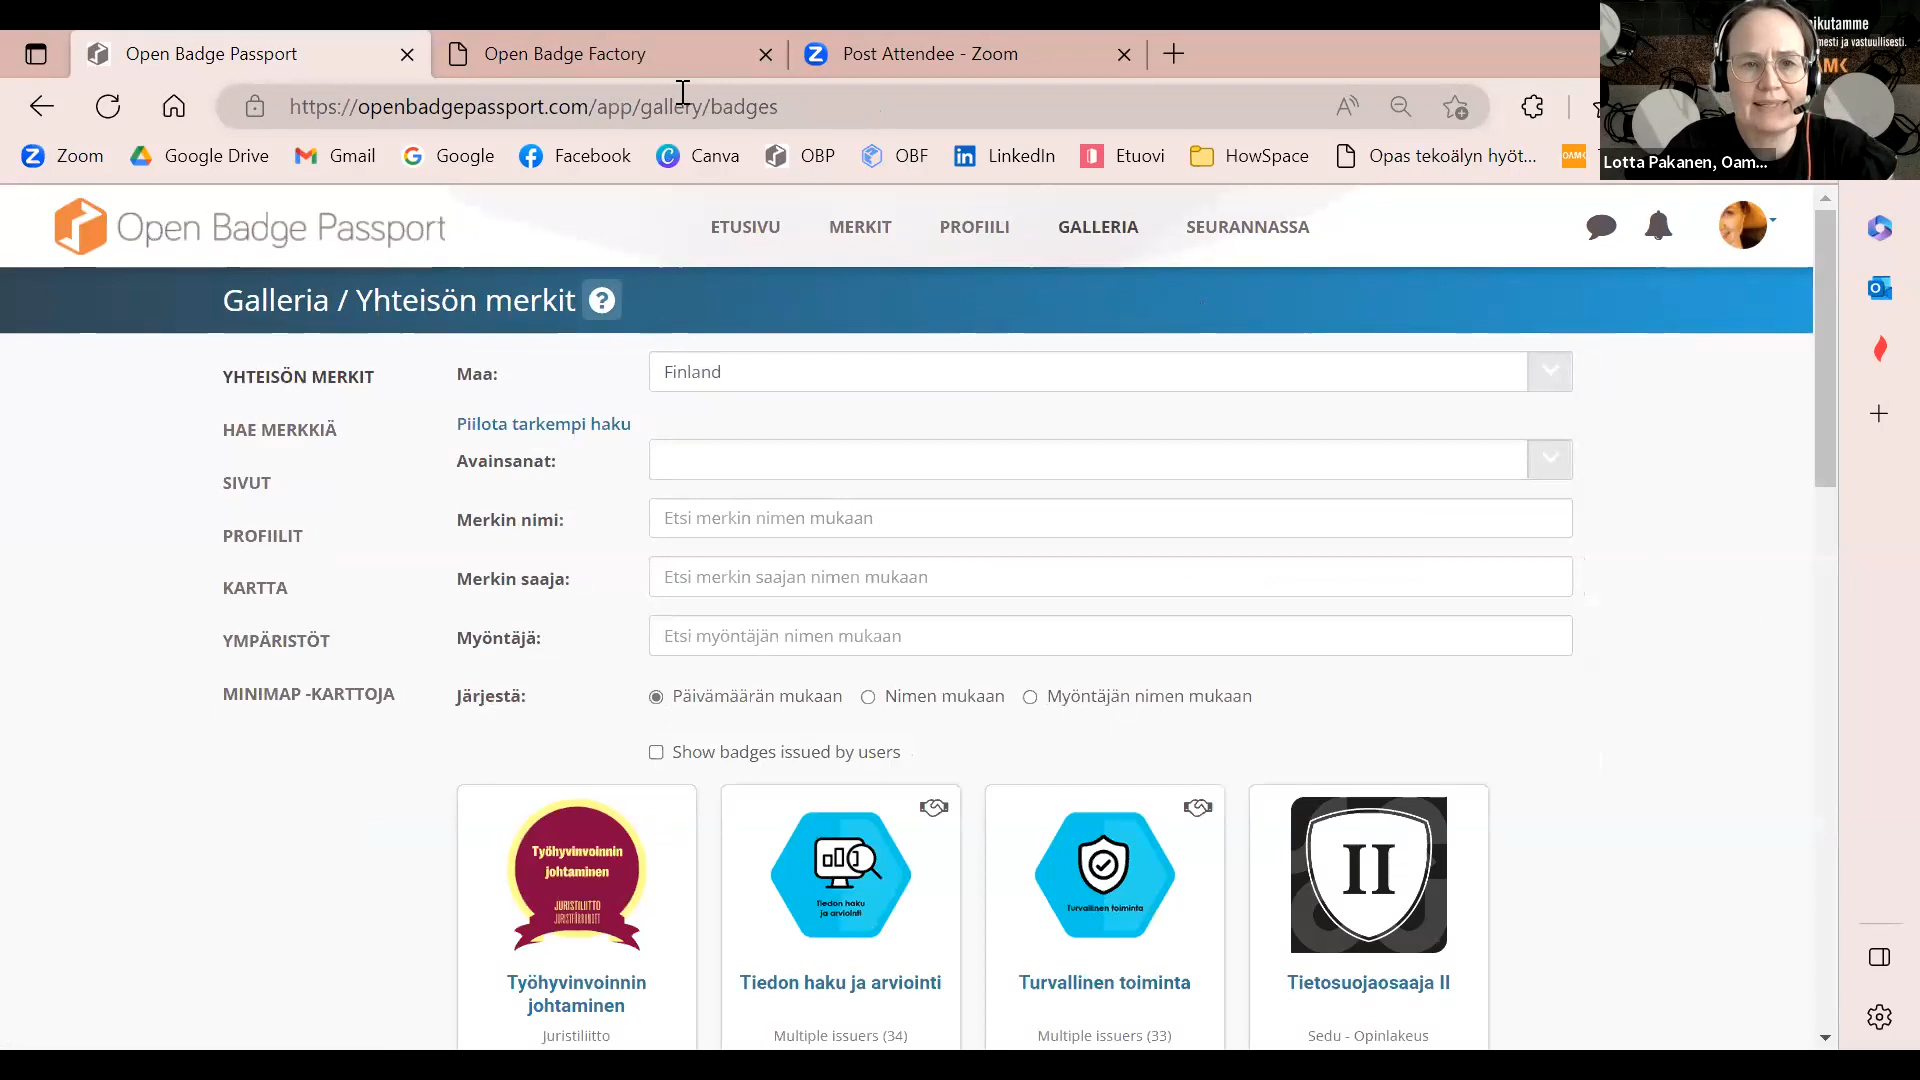 Open Badge Passport
Open Badge Factory
Post Attendee - Zoom
https://openbadgepassport.com/app/gallery/badges
Zoom
Google Drive
Gmail
Google
Facebook
Canva
OBP
OBF
LinkedIn
Etuovi
HowSpace
Opas tekoälyn hyöt...
OAMK
Lotta Pakanen, Oam...
Open Badge Passport
ETUSIVU
MERKIT
PROFIILI
GALLERIA
SEURANNASSA
Galleria / Yhteisön merkit ?
YHTEISÖN MERKIT
HAE MERKKIÄ
SIVUT
PROFIILIT
KARTTA
YMPÄRISTÖT
MINIMAP -KARTTOJA
Maa:
Finland
Piilota tarkempi haku
Avainsanat:
Merkin nimi:
Etsi merkin nimen mukaan
Merkin saaja:
Etsi merkin saajan nimen mukaan
Myöntäjä:
Etsi myöntäjän nimen mukaan
Järjestä:
Päivämäärän mukaan
Nimen mukaan
Myöntäjän nimen mukaan
Show badges issued by users
Työhyvinvoinnin
johtaminen
JURISTILIITTO
JURISTFÖRBUNDET
Työhyvinvoinnin
johtaminen
Juristiliitto
Tiedon haku
ja arviointi
Tiedon haku ja arviointi
Multiple issuers (34)
Turvallinen toiminta
Turvallinen toiminta
Multiple issuers (33)
II
Tietosuojaosaaja II
Sedu - Opinlakeus